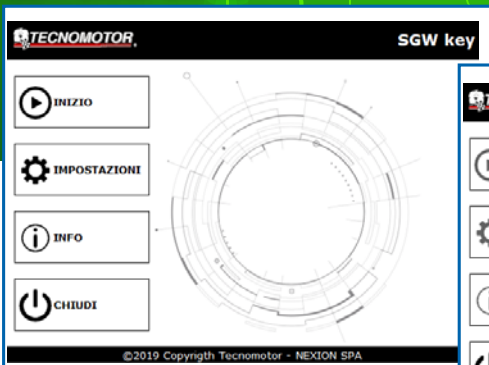 TECNOMOTOR.
SGW key
INIZIO
IMPOSTAZIONI
INFO
CHIUDI
©2019 Copyrigth Tecnomotor - NEXION SPA